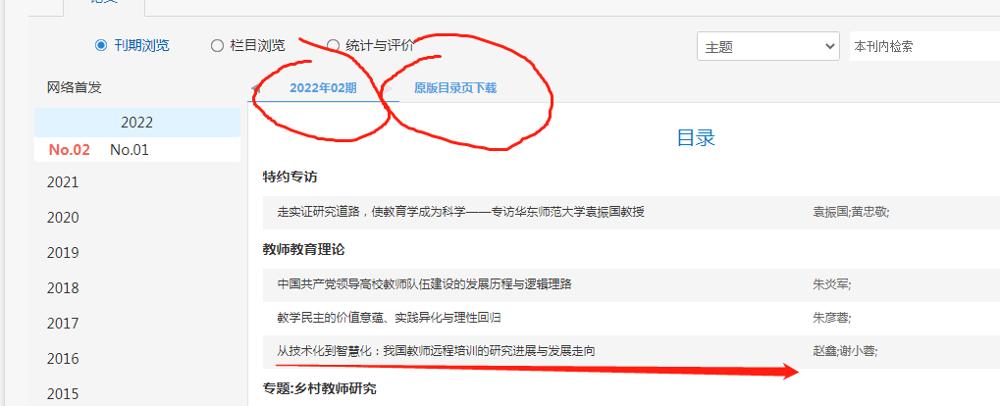 刊期浏览 栏目浏览 统计与评价 主题 本刊内检索
网络首发 2022年02期 原版目录页下载
2022
No.02 No.01
2021
2020
2019
2018
2017
2016
2015
目录
特约专访
走实证研究道路，使教育学成为科学——专访华东师范大学袁振国教授 袁振国;黄忠敬;
教师教育理论
中国共产党领导高校教师队伍建设的发展历程与逻辑理路 朱炎军;
教学民主的价值意蕴、实践异化与理性回归 朱彦蓉;
从技术化到智慧化：我国教师远程培训的研究进展与发展走向 赵鑫;谢小蓉;
专题:乡村教师研究